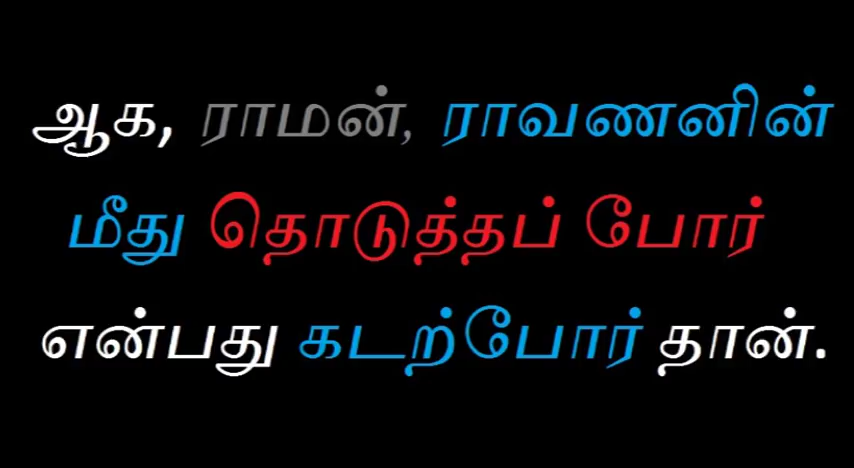 ஆக, ராமன், ராவணனின்
மீது தொடுத்தப் போர்
என்பது கடற்போர் தான்.